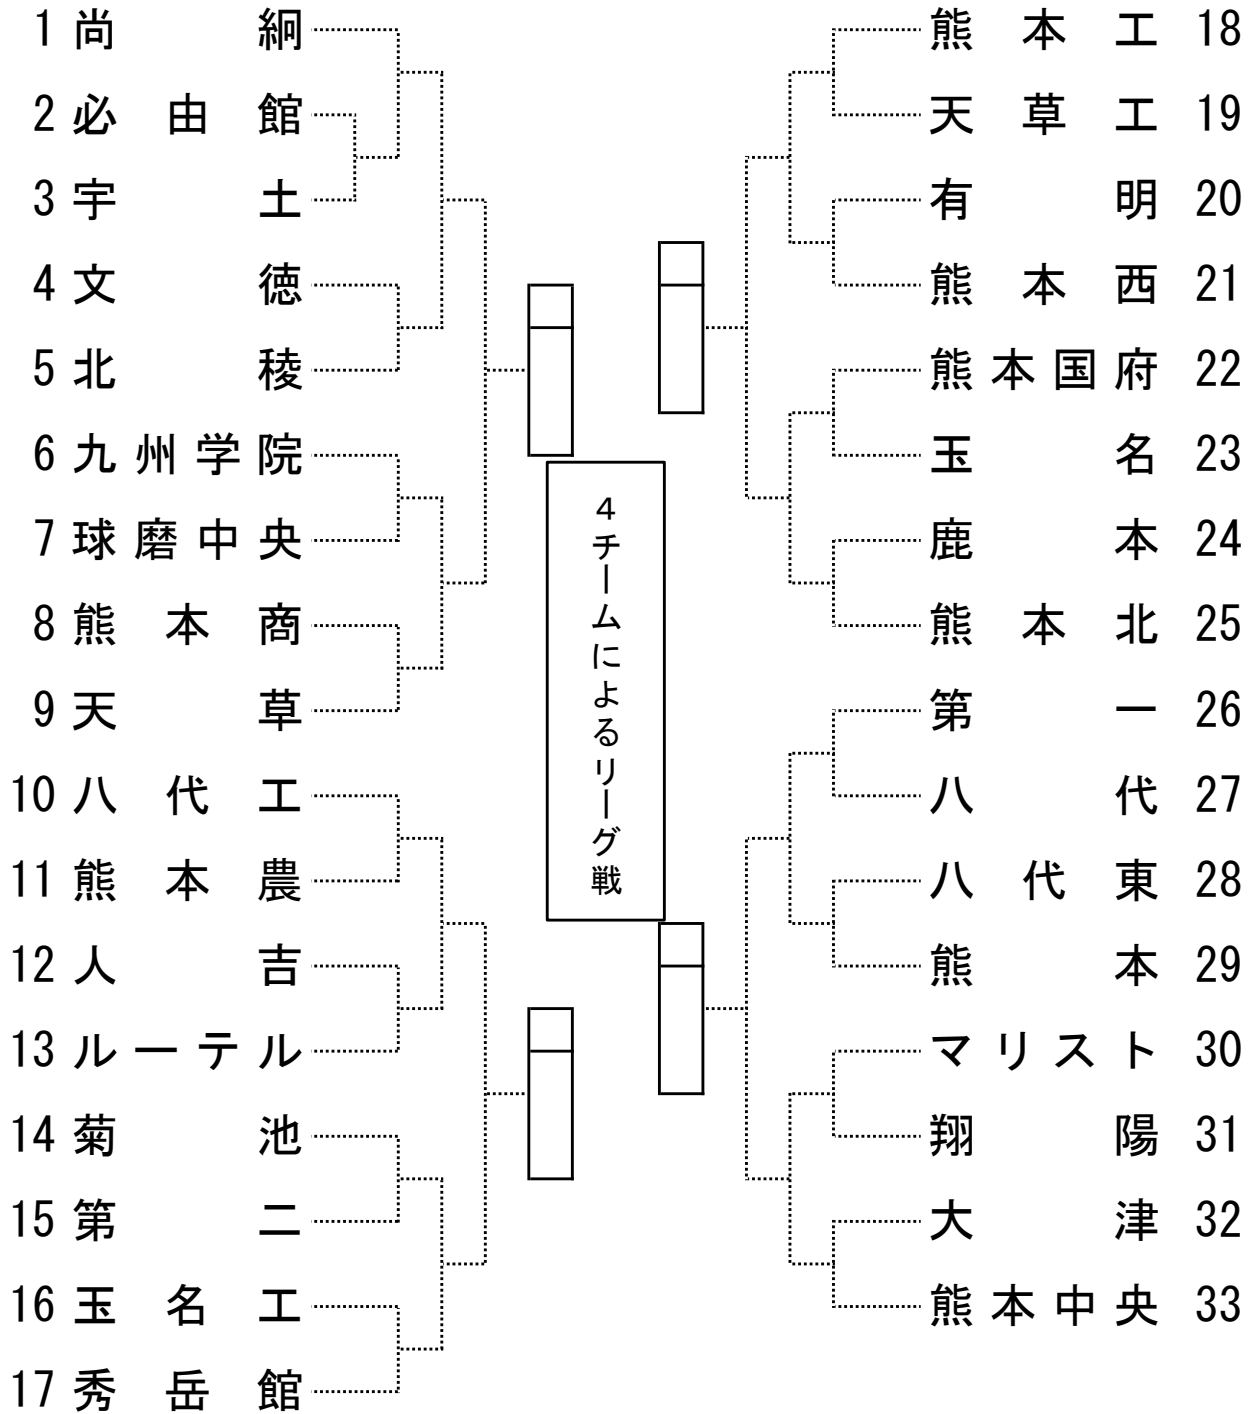 1 尚絅
2 必由館
3 宇土
4 文徳
5 北稜
6 九州学院
7 球磨中央
8 熊本商
9 天草
10 八代工
11 熊本農
12 人吉
13 ルーテル
14 菊池
15 第二
16 玉名工
17 秀岳館
4チームによるリーグ戦
熊本工 18
天草工 19
有明 20
熊本西 21
熊本国府 22
玉名 23
鹿本 24
熊本北 25
第一 26
八代 27
八代東 28
熊本 29
マリスト 30
翔陽 31
大津 32
熊本中央 33